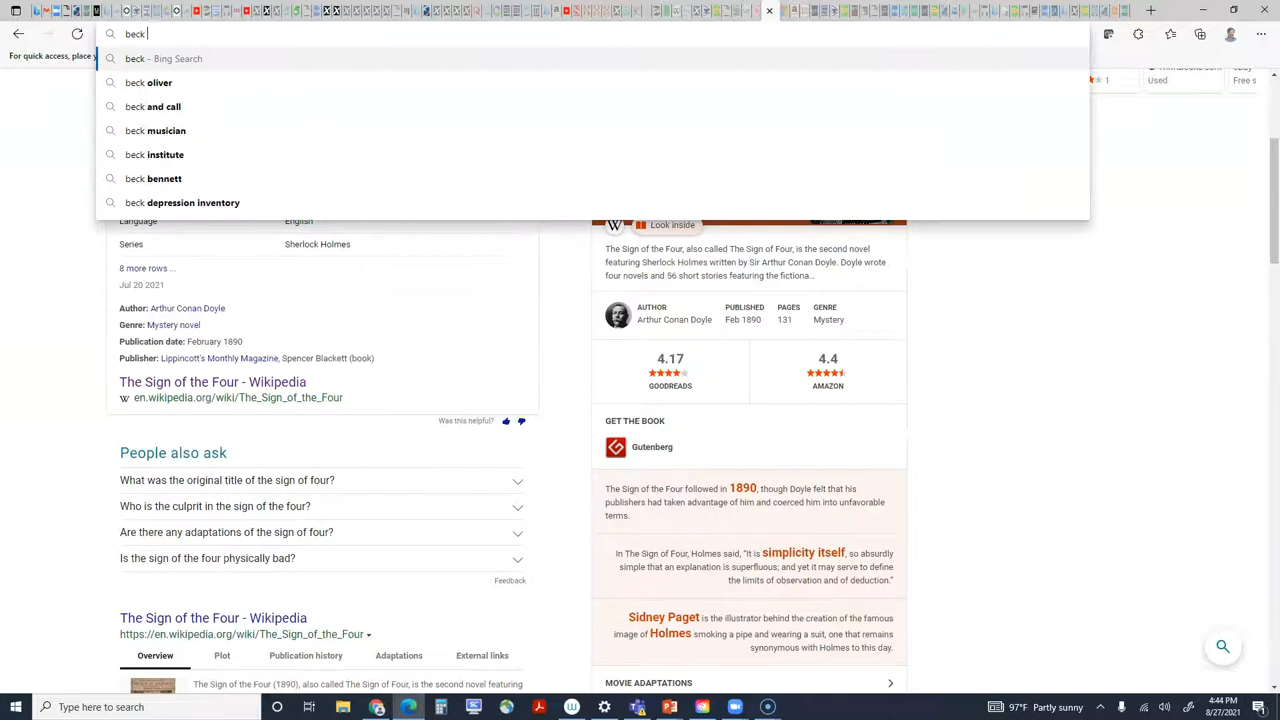 beck
For quick access, place y
beck - Bing Search
beck oliver
beck and call
beck musician
beck institute
beck bennett
beck depression inventory
1
Used
Free s
Language English
Series Sherlock Holmes
8 more rows ...
Jul 20 2021
Author: Arthur Conan Doyle
Genre: Mystery novel
Publication date: February 1890
Publisher: Lippincott's Monthly Magazine, Spencer Blackett (book)
The Sign of the Four - Wikipedia
W en.wikipedia.org/wiki/The_Sign_of_the_Four
Was this helpful?
People also ask
What was the original title of the sign of four?
Who is the culprit in the sign of the four?
Are there any adaptations of the sign of four?
Is the sign of the four physically bad?
Feedback
The Sign of the Four - Wikipedia
https://en.wikipedia.org/wiki/The_Sign_of_the_Four
Overview Plot Publication history Adaptations External links
The Sign of the Four (1890), also called The Sign of Four, is the second novel featuring
W Look inside
The Sign of the Four, also called The Sign of Four, is the second novel
featuring Sherlock Holmes written by Sir Arthur Conan Doyle. Doyle wrote
four novels and 56 short stories featuring the fictiona...
AUTHOR PUBLISHED PAGES GENRE
Arthur Conan Doyle Feb 1890 131 Mystery
4.17 4.4
GOODREADS AMAZON
GET THE BOOK
Gutenberg
The Sign of the Four followed in 1890, though Doyle felt that his
publishers had taken advantage of him and coerced him into unfavorable
terms.
In The Sign of Four, Holmes said, "It is simplicity itself, so absurdly
simple that an explanation is superfluous; and yet it may serve to define
the limits of observation and of deduction."
Sidney Paget is the illustrator behind the creation of the famous
image of Holmes smoking a pipe and wearing a suit, one that remains
synonymous with Holmes to this day.
MOVIE ADAPTATIONS
Type here to search
97°F Partly sunny
4:44 PM
8/27/2021